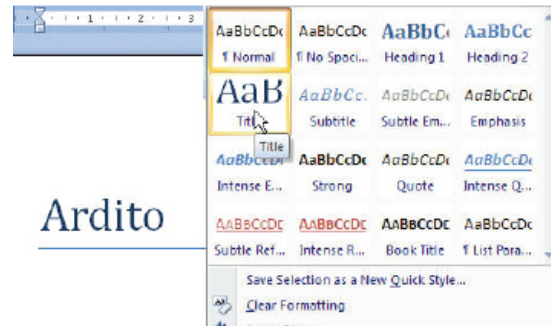 1 · 2 · 3
AaBbCcDc AaBbCcDc AaBbC AaBbCc
¶ Normal ¶ No Spaci... Heading 1 Heading 2
AaB AaBbCc. AaBbCcDc AaBbCcDc
Title Subtitle Subtle Em... Emphasis
Title
AaBbCcDc AaBbCcDc AaBbCcDc AaBbCcDc
Intense E... Strong Quote Intense Q...
Ardito
AaBbCcDc AaBbCcDc AaBbCcDc AaBbCcDc
Subtle Ref... Intense R... Book Title ¶ List Para...
Save Selection as a New Quick Style...
Clear Formatting